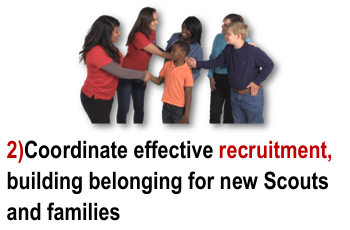 2)Coordinate effective recruitment,
building belonging for new Scouts
and families